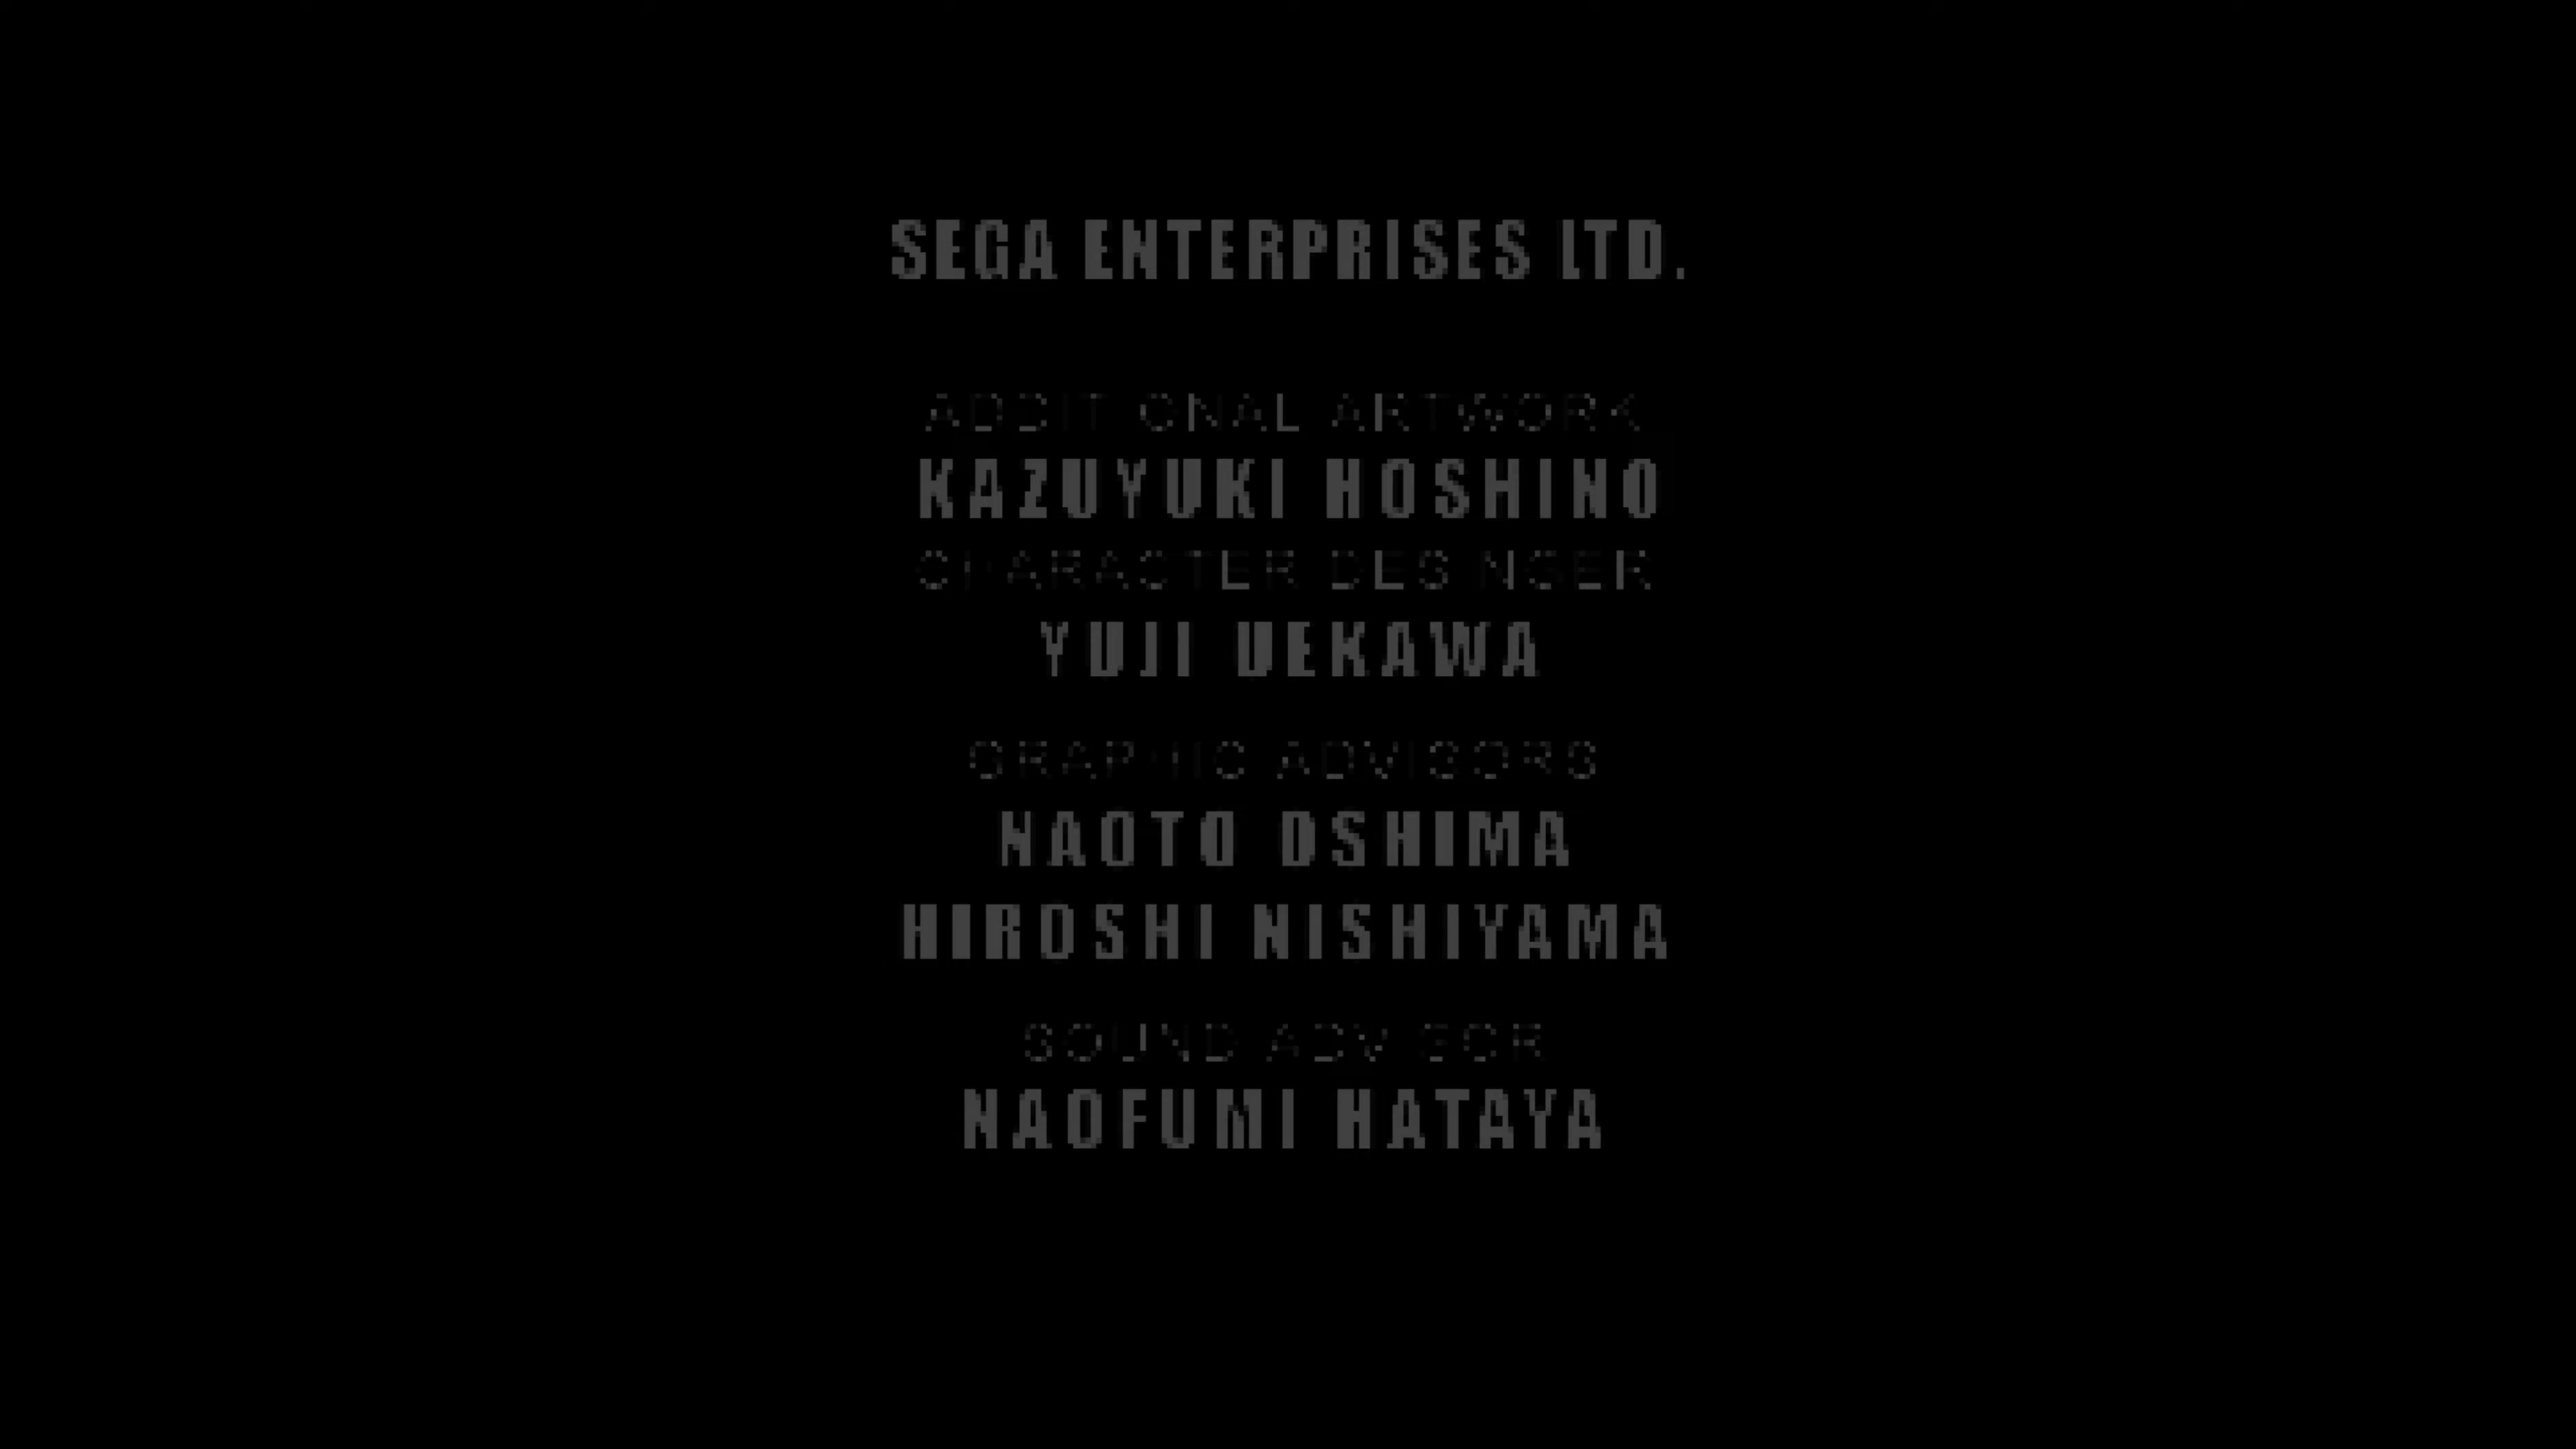 SEGA ENTERPRISES LTD.
ADDITIONAL ARTWORK
KAZUYUKI HOSHINO
CHARACTER DESINGER
YUJI UEKAWA
GRAPHIC ADVISORS
NAOTO OSHIMA
HIROSHI NISHIYAMA
SOUND ADVISOR
NAOFUMI HATAYA